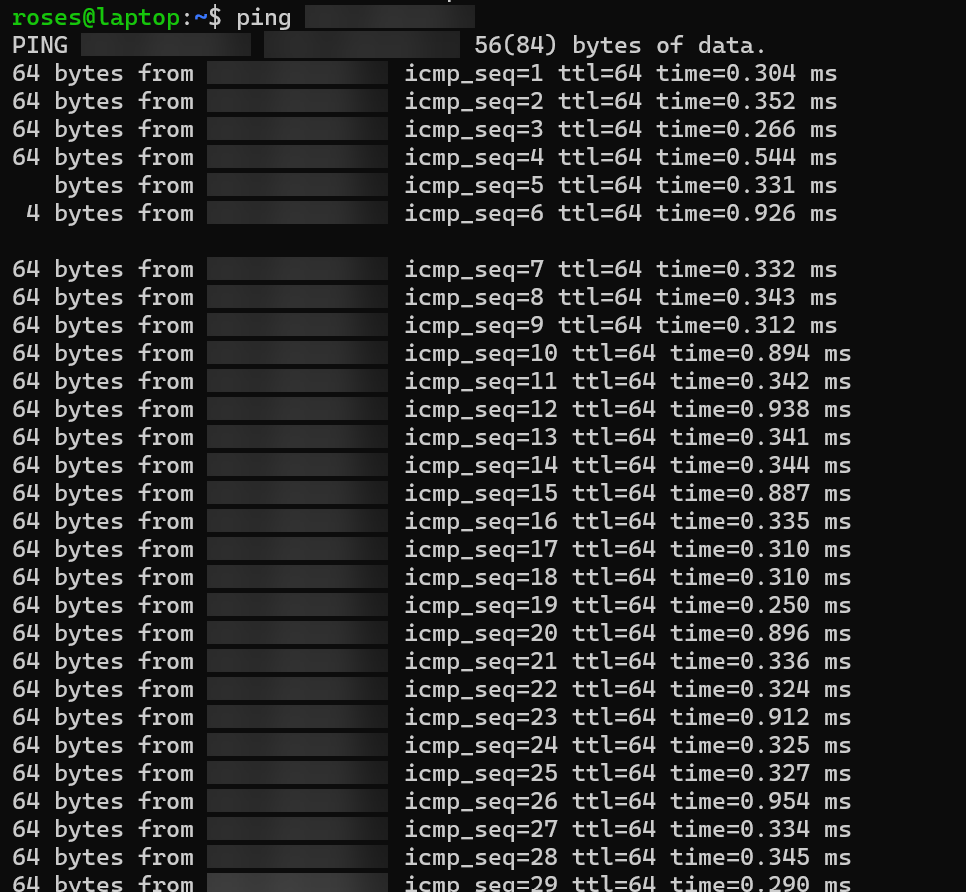 roses@laptop:~$ ping
PING 56(84) bytes of data.
64 bytes from icmp_seq=1 ttl=64 time=0.304 ms
64 bytes from icmp_seq=2 ttl=64 time=0.352 ms
64 bytes from icmp_seq=3 ttl=64 time=0.266 ms
64 bytes from icmp_seq=4 ttl=64 time=0.544 ms
bytes from icmp_seq=5 ttl=64 time=0.331 ms
4 bytes from icmp_seq=6 ttl=64 time=0.926 ms
64 bytes from icmp_seq=7 ttl=64 time=0.332 ms
64 bytes from icmp_seq=8 ttl=64 time=0.343 ms
64 bytes from icmp_seq=9 ttl=64 time=0.312 ms
64 bytes from icmp_seq=10 ttl=64 time=0.894 ms
64 bytes from icmp_seq=11 ttl=64 time=0.342 ms
64 bytes from icmp_seq=12 ttl=64 time=0.938 ms
64 bytes from icmp_seq=13 ttl=64 time=0.341 ms
64 bytes from icmp_seq=14 ttl=64 time=0.344 ms
64 bytes from icmp_seq=15 ttl=64 time=0.887 ms
64 bytes from icmp_seq=16 ttl=64 time=0.335 ms
64 bytes from icmp_seq=17 ttl=64 time=0.310 ms
64 bytes from icmp_seq=18 ttl=64 time=0.310 ms
64 bytes from icmp_seq=19 ttl=64 time=0.250 ms
64 bytes from icmp_seq=20 ttl=64 time=0.896 ms
64 bytes from icmp_seq=21 ttl=64 time=0.336 ms
64 bytes from icmp_seq=22 ttl=64 time=0.324 ms
64 bytes from icmp_seq=23 ttl=64 time=0.912 ms
64 bytes from icmp_seq=24 ttl=64 time=0.325 ms
64 bytes from icmp_seq=25 ttl=64 time=0.327 ms
64 bytes from icmp_seq=26 ttl=64 time=0.954 ms
64 bytes from icmp_seq=27 ttl=64 time=0.334 ms
64 bytes from icmp_seq=28 ttl=64 time=0.345 ms
64 bytes from icmp_seq=29 ttl=64 time=0.290 ms